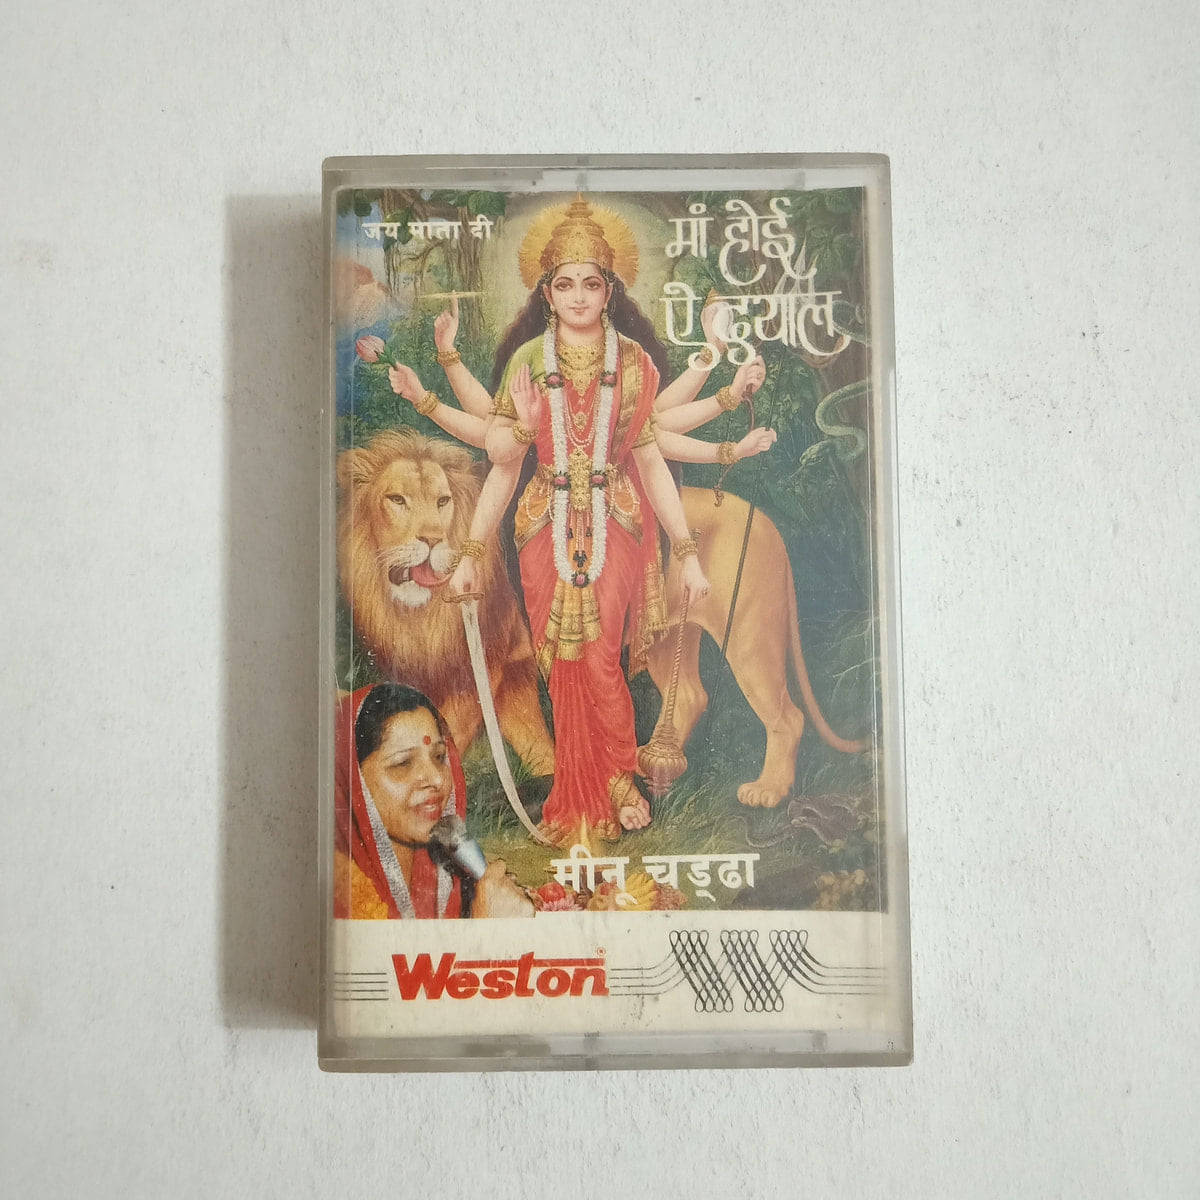 जय माता दी
मां होई
ऐ दयाल
मीनू चड्ढा
Weston